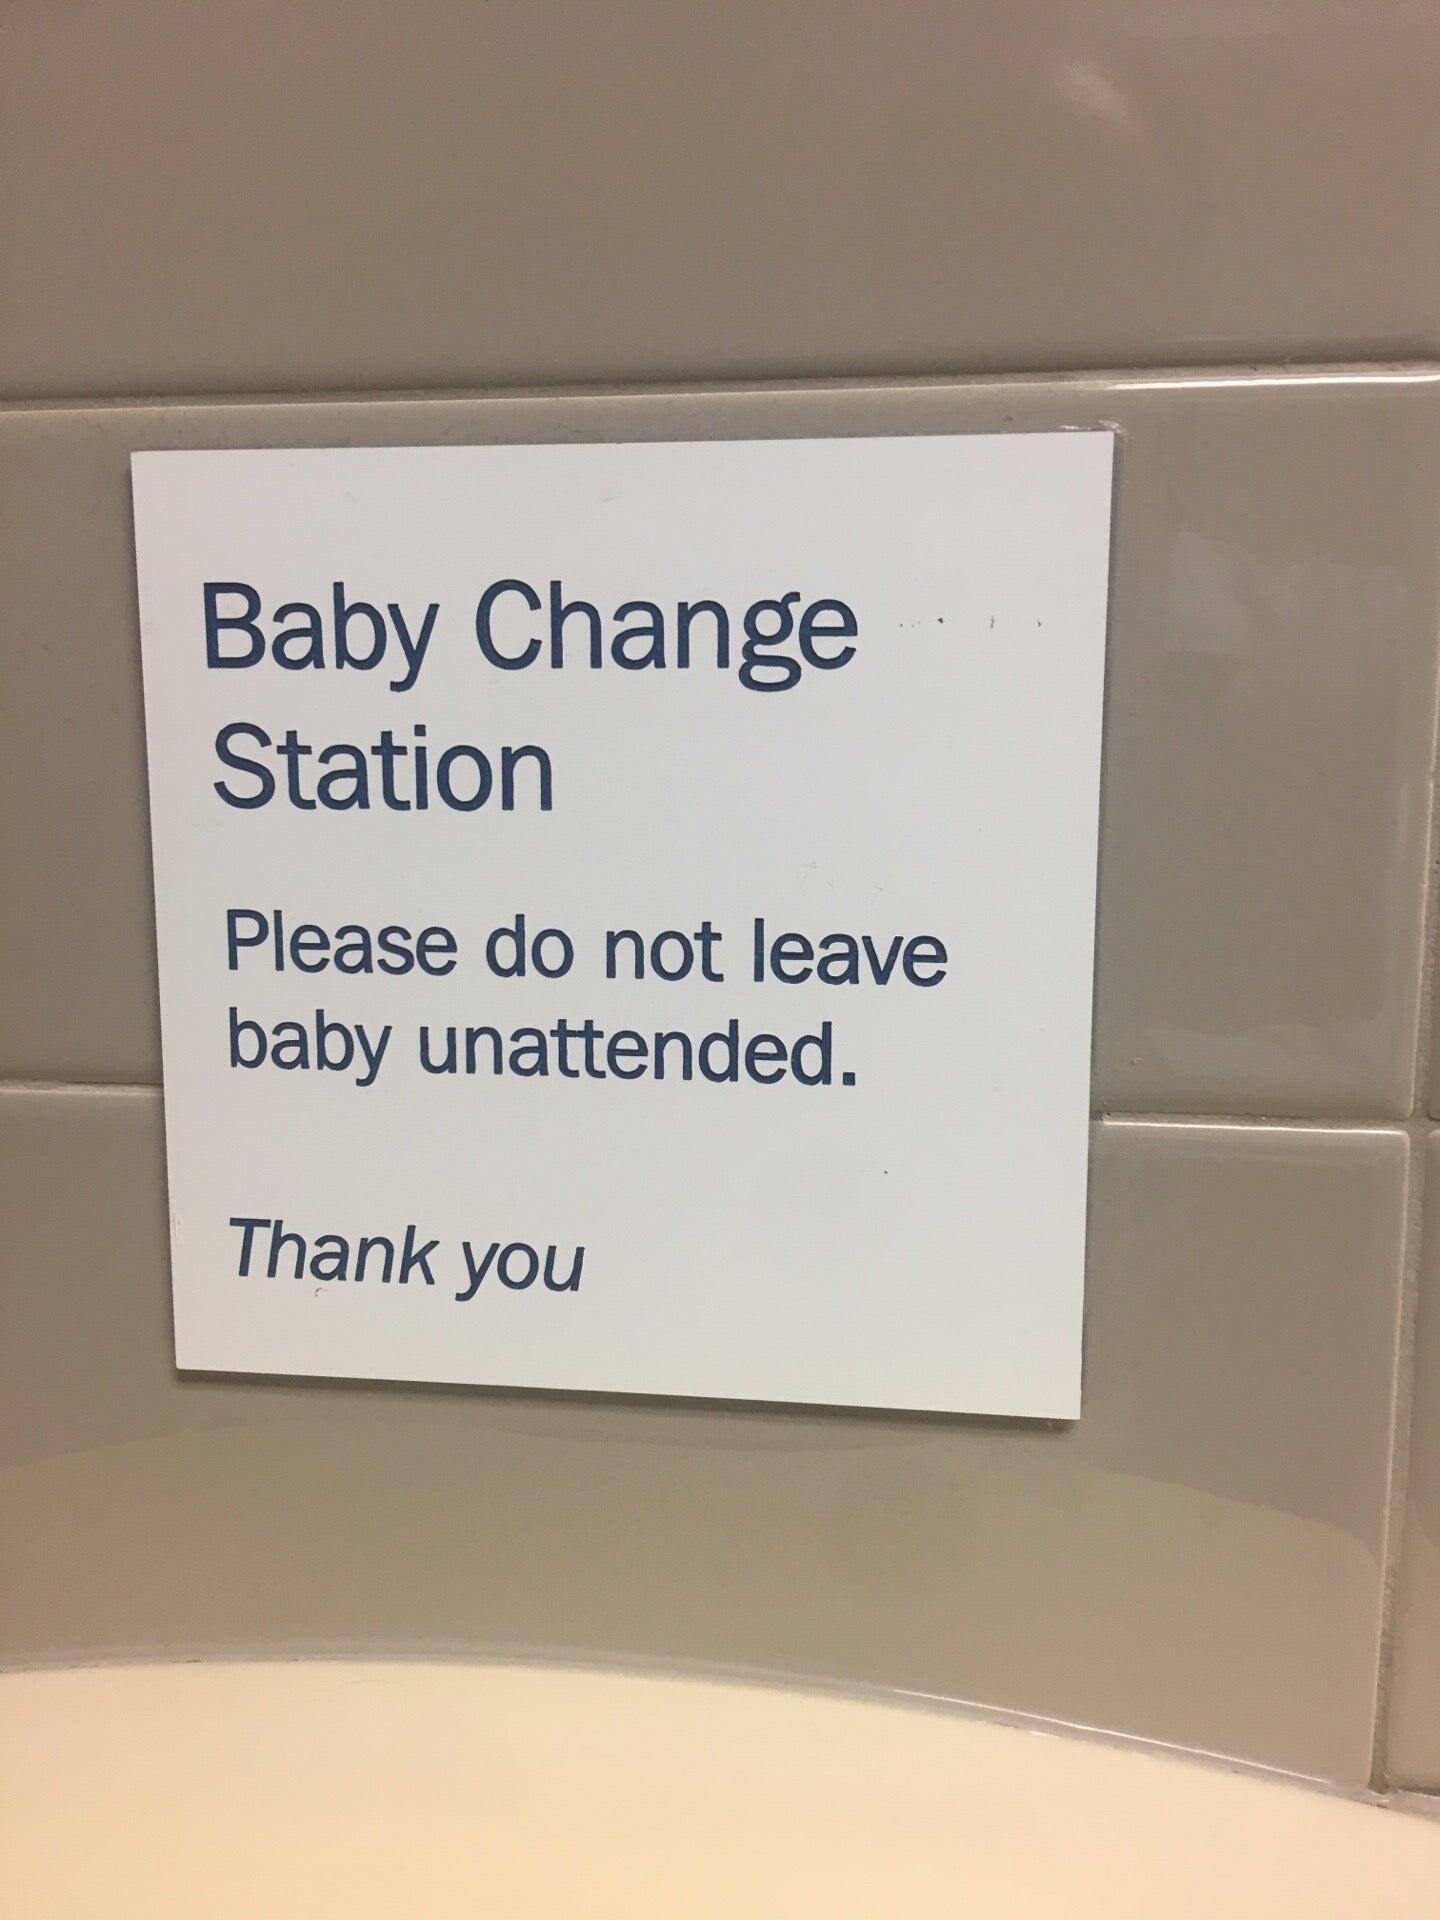 Baby Change
Station
Please do not leave
baby unattended.
Thank you